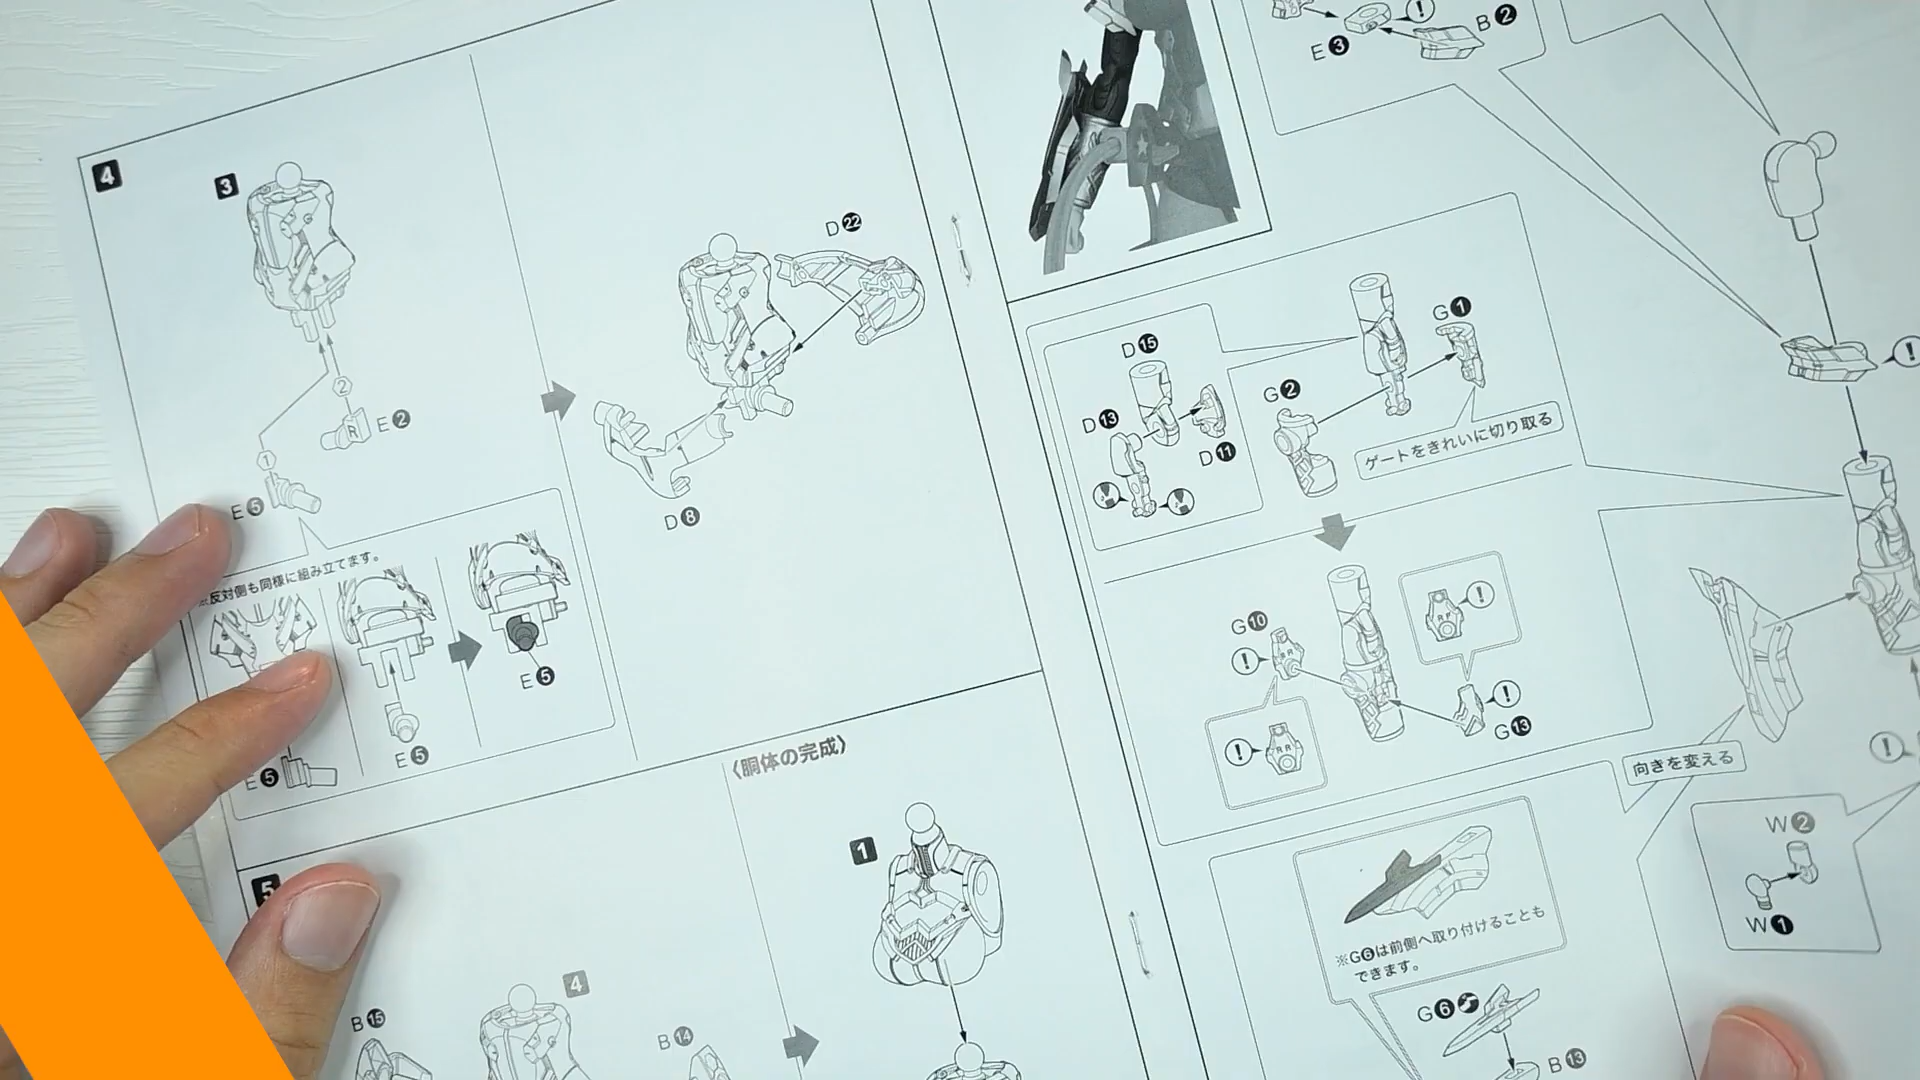 4
3
2
E2
R
1
E5
※反対側も同様に組み立てます。
E5
E5
E5
D22
D8
5
〈胴体の完成〉
1
4
B15
B14
E3
!
B2
D15
D13
D11
G1
G2
ゲートをきれいに切り取る
!
G10
!
R R
!
R P
!
G13
!
向きを変える
!
W2
W1
※G6は前側へ取り付けることも
できます。
G6
B13